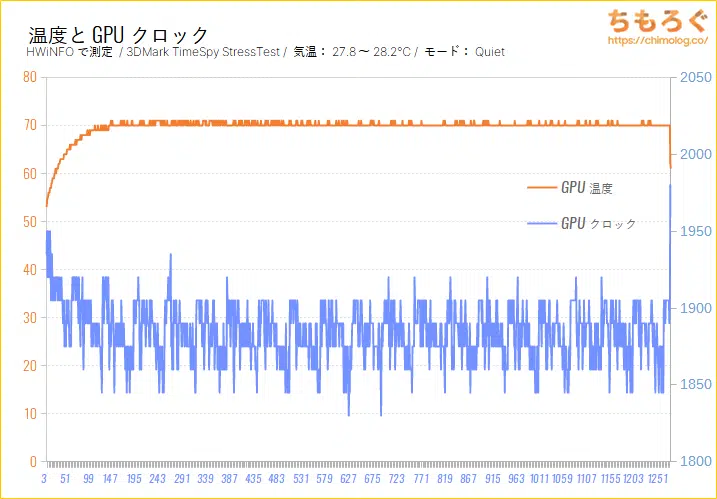 温度と GPU クロック
ちもろぐ
https://chimolog.co/
HWiNFO で測定 / 3DMark TimeSpy StressTest / 気温： 27.8 ～ 28.2℃ / モード： Quiet
80
70
60
50
40
30
20
10
0
2050
2000
1950
1900
1850
1800
GPU 温度
GPU クロック
3 51 99 147 195 243 291 339 387 435 483 531 579 627 675 723 771 819 867 915 963 1011 1059 1107 1155 1203 1251